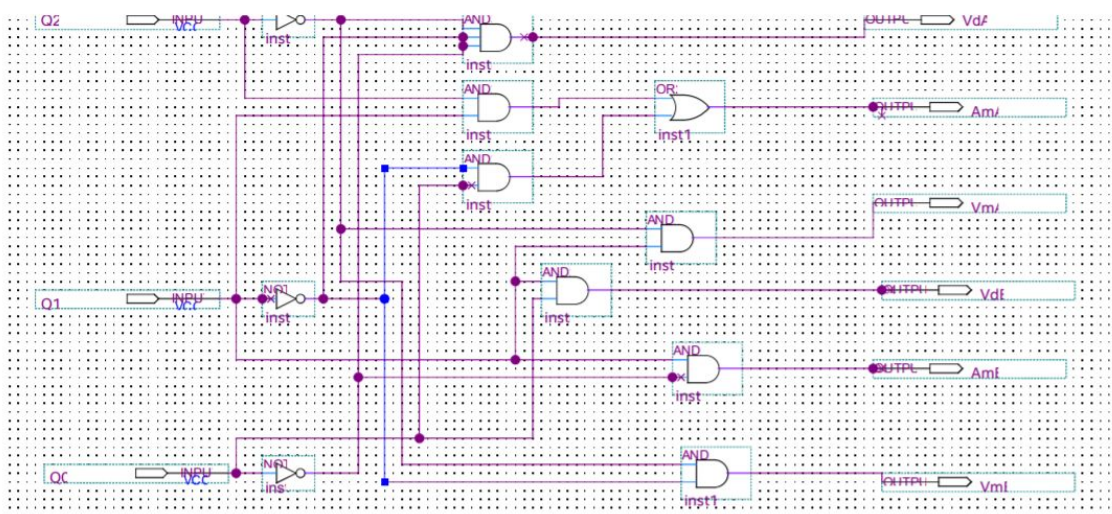 Q2
INPU
VCC
inst
AND
inst
OUTPU
VdA
AND
inst
OR:
inst1
OUTPU
AmA
AND
inst
OUTPU
VmA
AND
inst
Q1
INPU
VCC
NOT
inst
AND
inst
OUTPU
VdB
AND
inst
OUTPU
AmB
INPU
VCC
NOT
ins
AND
inst1
OUTPU
VmB